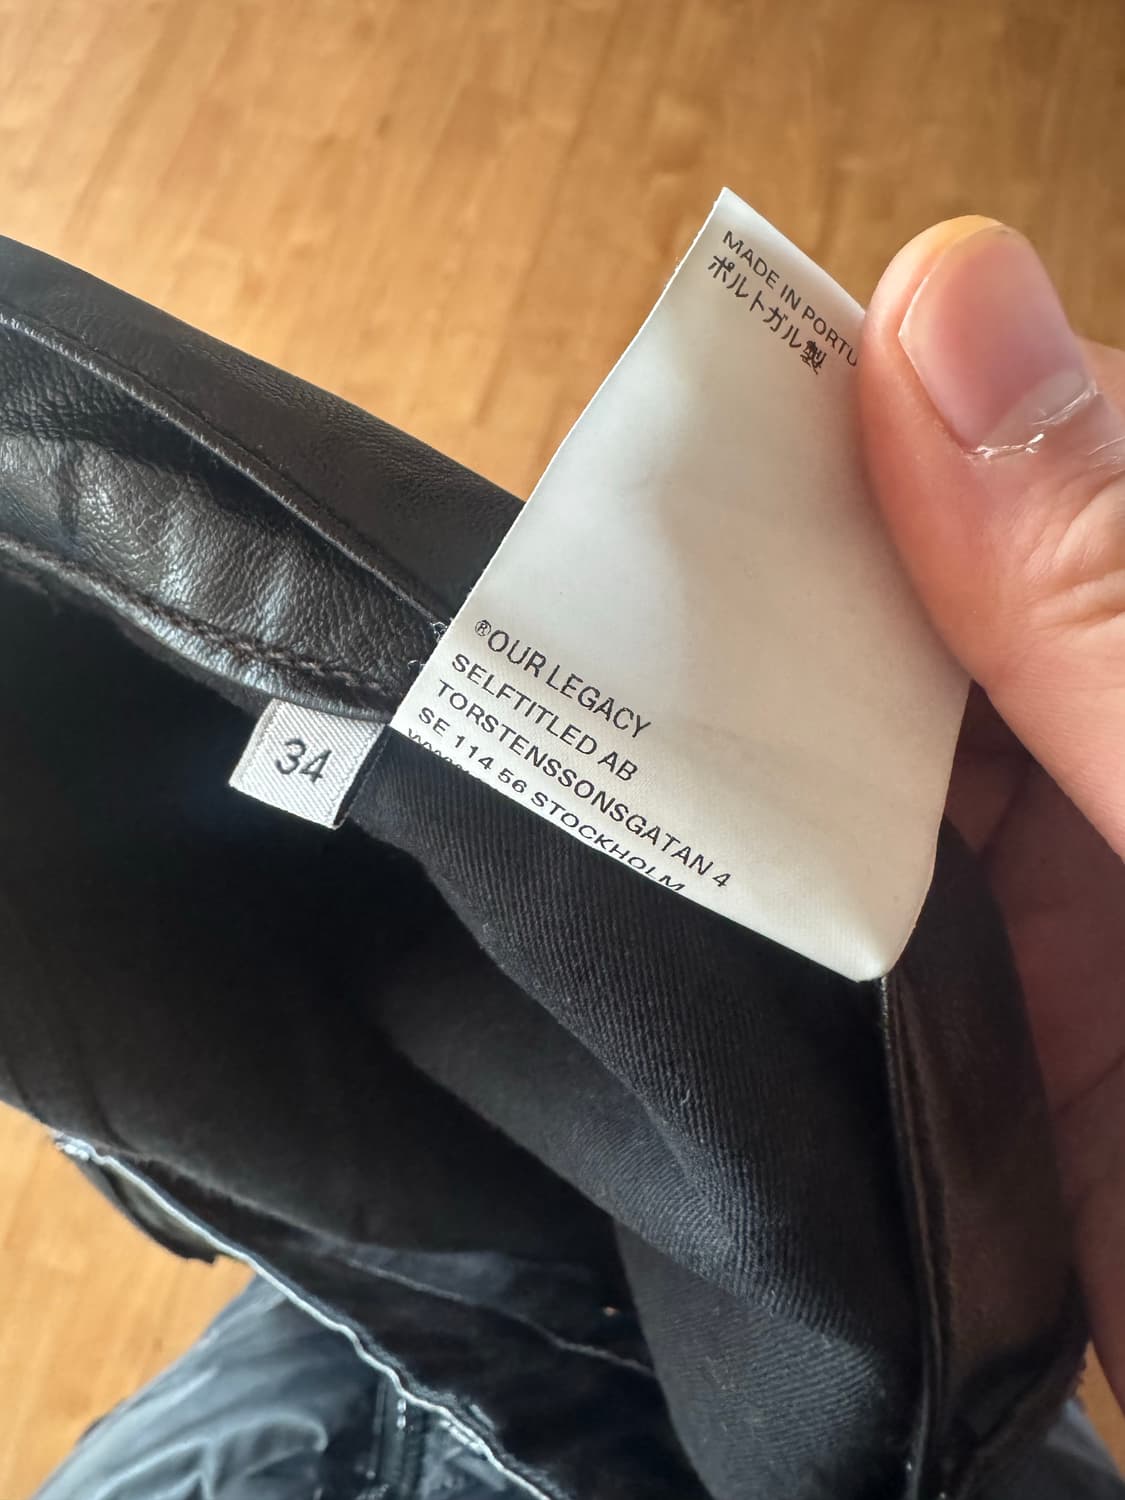 MADE IN PORTU
ポルトガル製
®OUR LEGACY
SELFTITLED AB
TORSTENSSONSGATAN 4
SE 114 56 STOCKHOLM
34